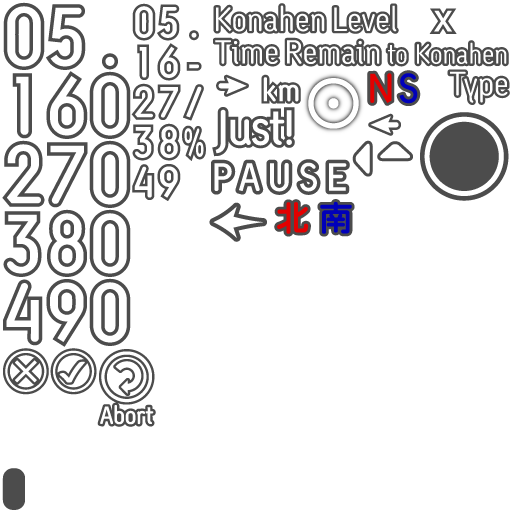 05.
160
270
380
490
05.
16-
27/
38%
49
Konahen Level
x
Time Remain to Konahen
km
NS
Type
Just!
PAUSE
北 南
Abort